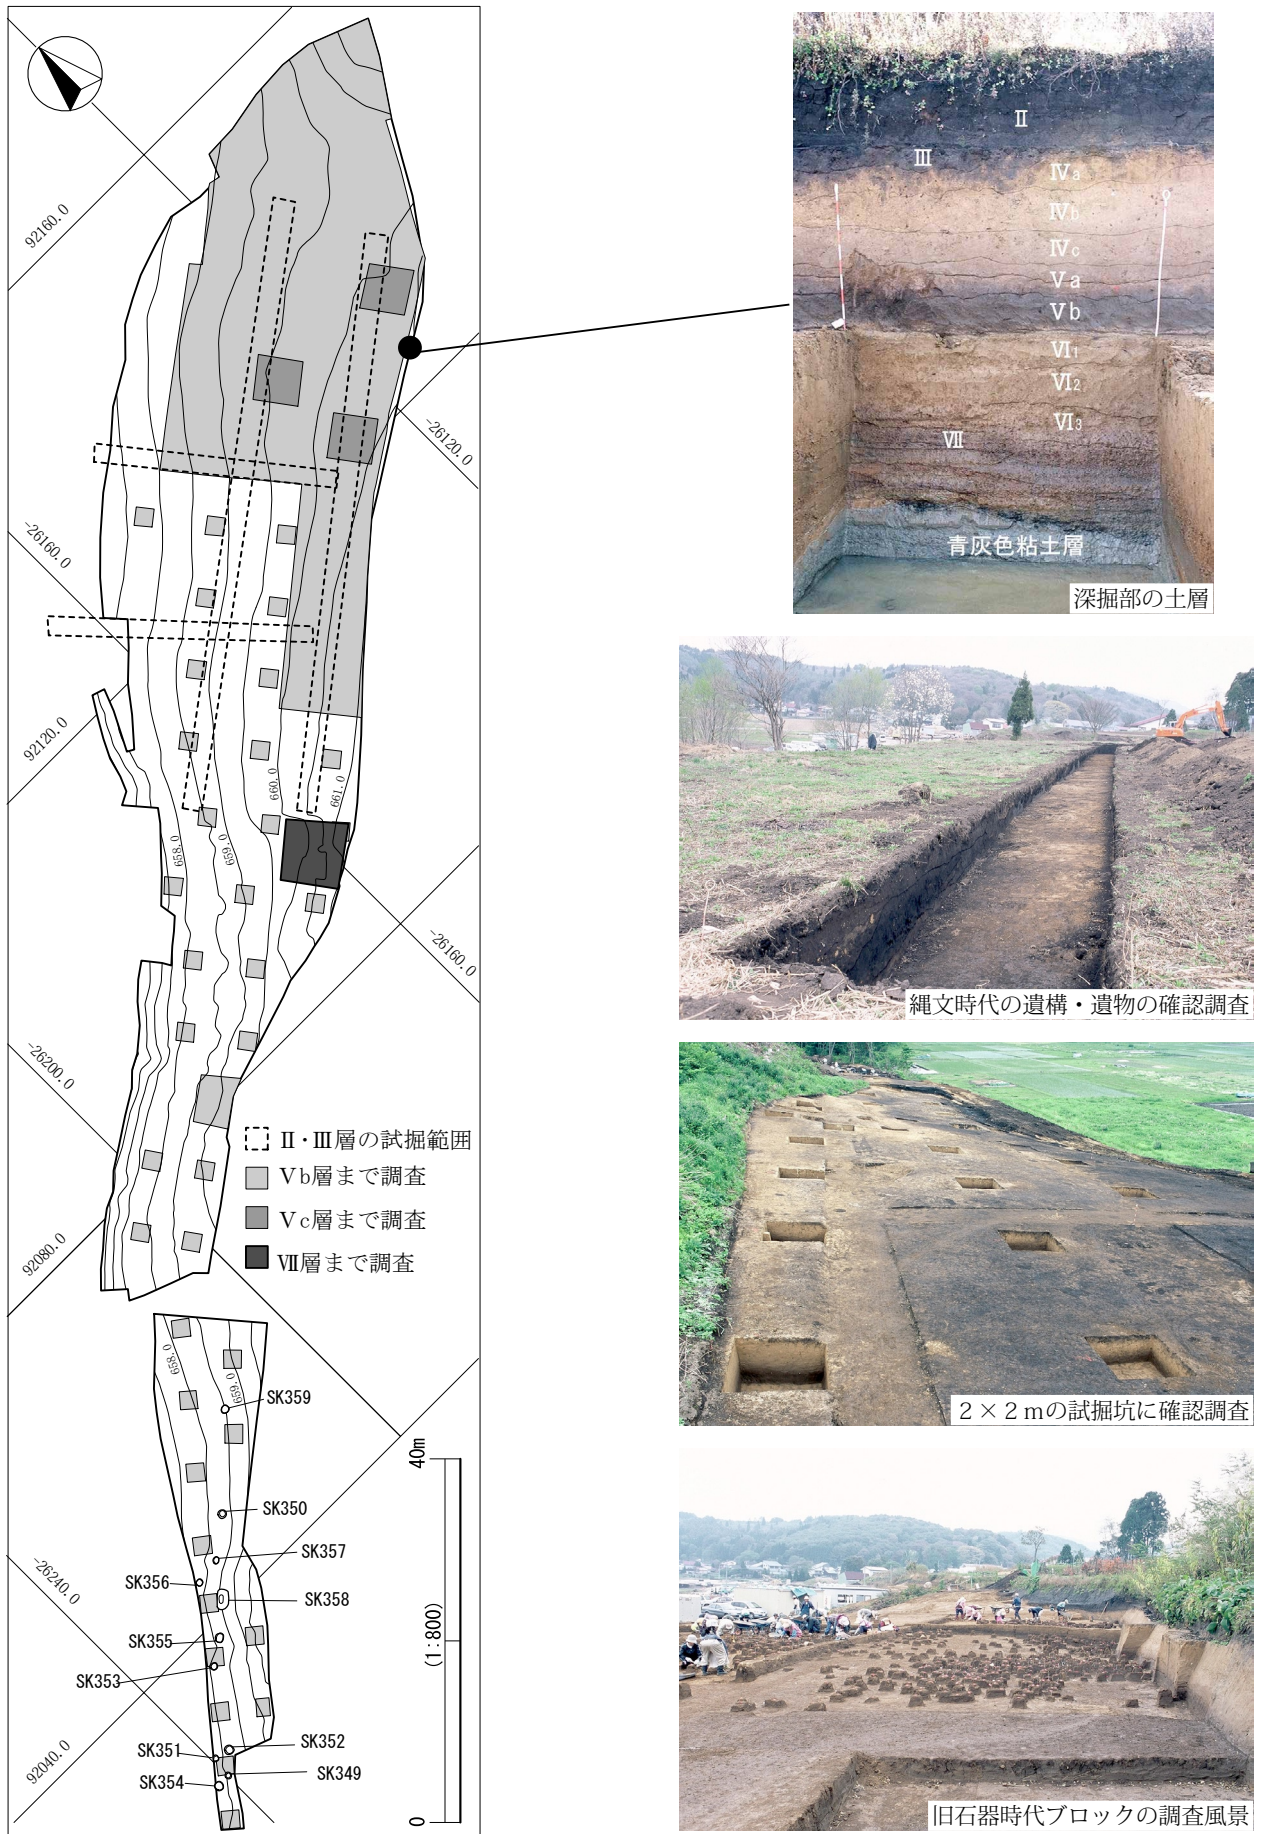 92160.0
-26120.0
-26160.0
92120.0
660.0
661.0
658.0
659.0
-26160.0
-26200.0
92080.0
Ⅱ・Ⅲ層の試掘範囲
Ⅴb層まで調査
Ⅴc層まで調査
Ⅶ層まで調査
658.0
659.0
SK359
SK350
SK357
SK356
SK358
SK355
SK353
SK352
SK351
SK349
SK354
-26240.0
92040.0
40m
(1:800)
0
Ⅱ
Ⅲ
Ⅳa
Ⅳb
Ⅳc
Ⅴa
Ⅴb
Ⅵ1
Ⅵ2
Ⅵ3
Ⅶ
青灰色粘土層
深掘部の土層
縄文時代の遺構・遺物の確認調査
２×２ｍの試掘坑に確認調査
旧石器時代ブロックの調査風景